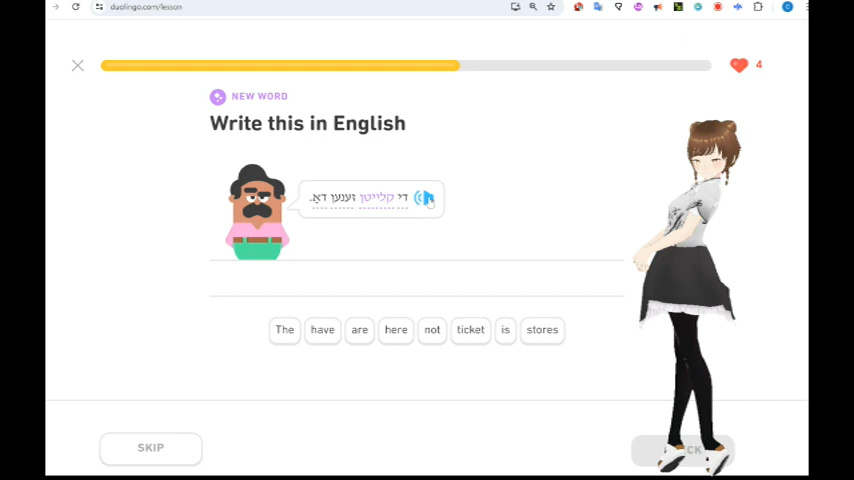 duolingo.com/lesson
4
NEW WORD
Write this in English
די קלייטן זענען דאָ.
The have are here not ticket is stores
SKIP
CK